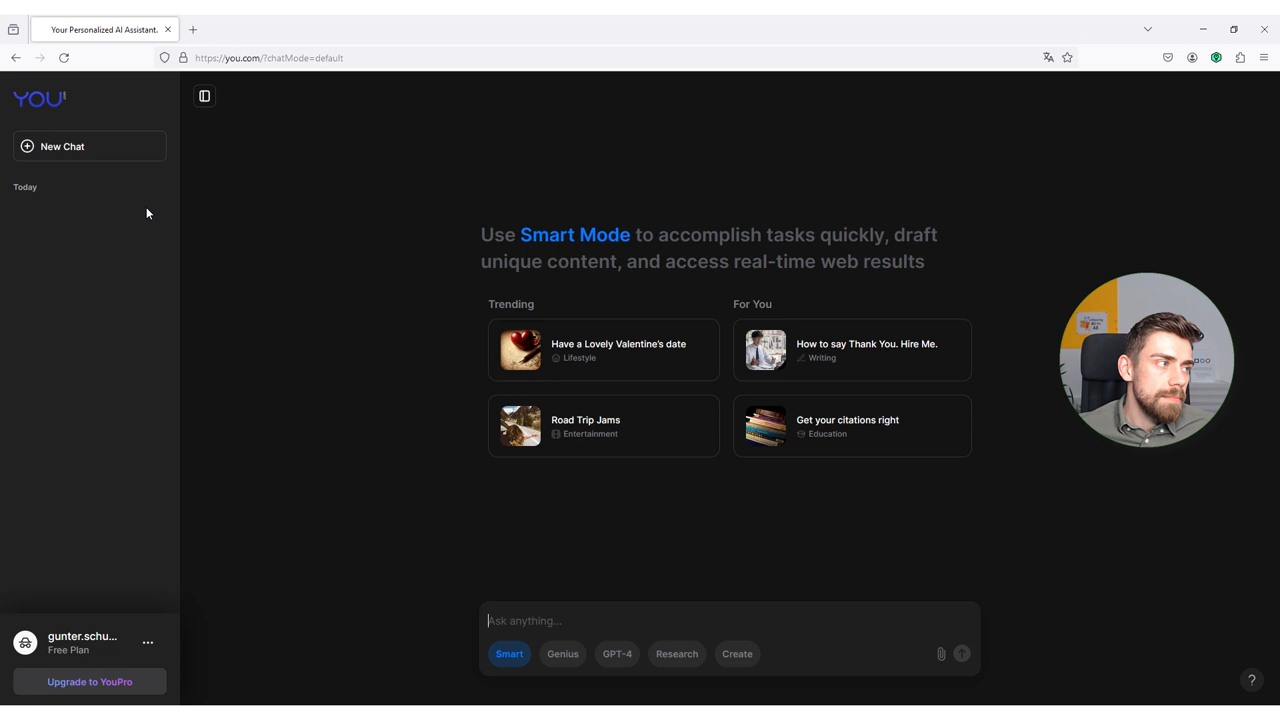 Your Personalized AI Assistant.
https://you.com/?chatMode=default
YOU
New Chat
Today
Use Smart Mode to accomplish tasks quickly, draft
unique content, and access real-time web results
Trending
For You
Have a Lovely Valentine's date
Lifestyle
How to say Thank You. Hire Me.
Writing
Road Trip Jams
Entertainment
Get your citations right
Education
Ask anything...
Smart
Genius
GPT-4
Research
Create
gunter.schu...
Free Plan
Upgrade to YouPro
?